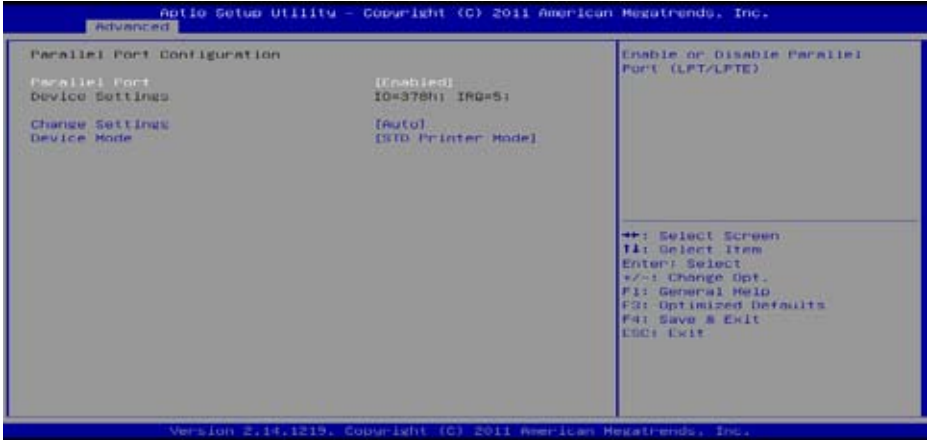 Aptio Setup Utility – Copyright (C) 2011 American Megatrends, Inc.
Advanced
Parallel Port Configuration
Parallel Port [Enabled]
Device Settings IO=378h; IRQ=5;
Change Settings [Auto]
Device Mode [STD Printer Mode]
Enable or Disable Parallel
Port (LPT/LPTE)
→←: Select Screen
↑↓: Select Item
Enter: Select
+/-: Change Opt.
F1: General Help
F3: Optimized Defaults
F4: Save & Exit
ESC: Exit
Version 2.14.1219. Copyright (C) 2011 American Megatrends, Inc.